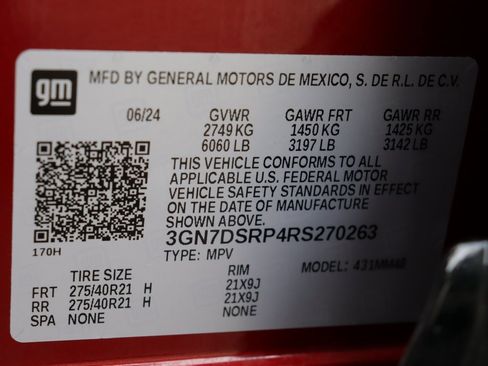 gm MFD BY GENERAL MOTORS DE MEXICO, S. DE R.L. DE C.V.
06/24 GVWR GAWR FRT GAWR RR
2749 KG 1450 KG 1425 KG
6060 LB 3197 LB 3142 LB
THIS VEHICLE CONFORMS TO ALL
APPLICABLE U.S. FEDERAL MOTOR
VEHICLE SAFETY STANDARDS IN EFFECT
ON THE DATE OF MANUFACTURE
SHOWN ABOVE.
3GN7DSRP4RS270263
170H
TYPE: MPV MODEL:
TIRE SIZE RIM
FRT 275/40R21 H 21X9J
RR 275/40R21 H 21X9J
SPA NONE NONE